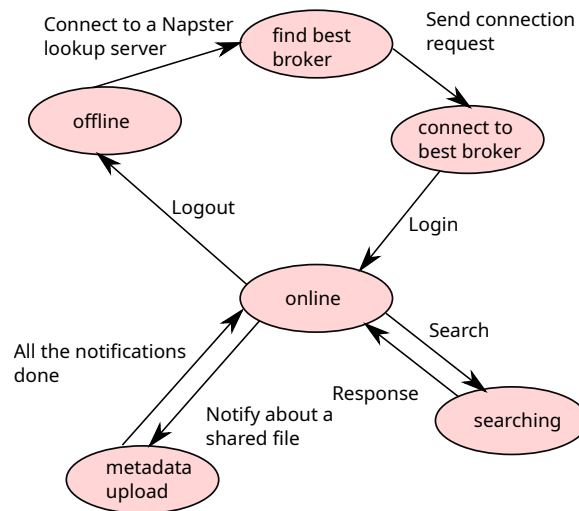 Connect to a Napster
lookup server
find best
broker
Send connection
request
offline
connect to
best broker
Logout
Login
online
All the notifications
done
Search
Response
Notify about a
shared file
searching
metadata
upload